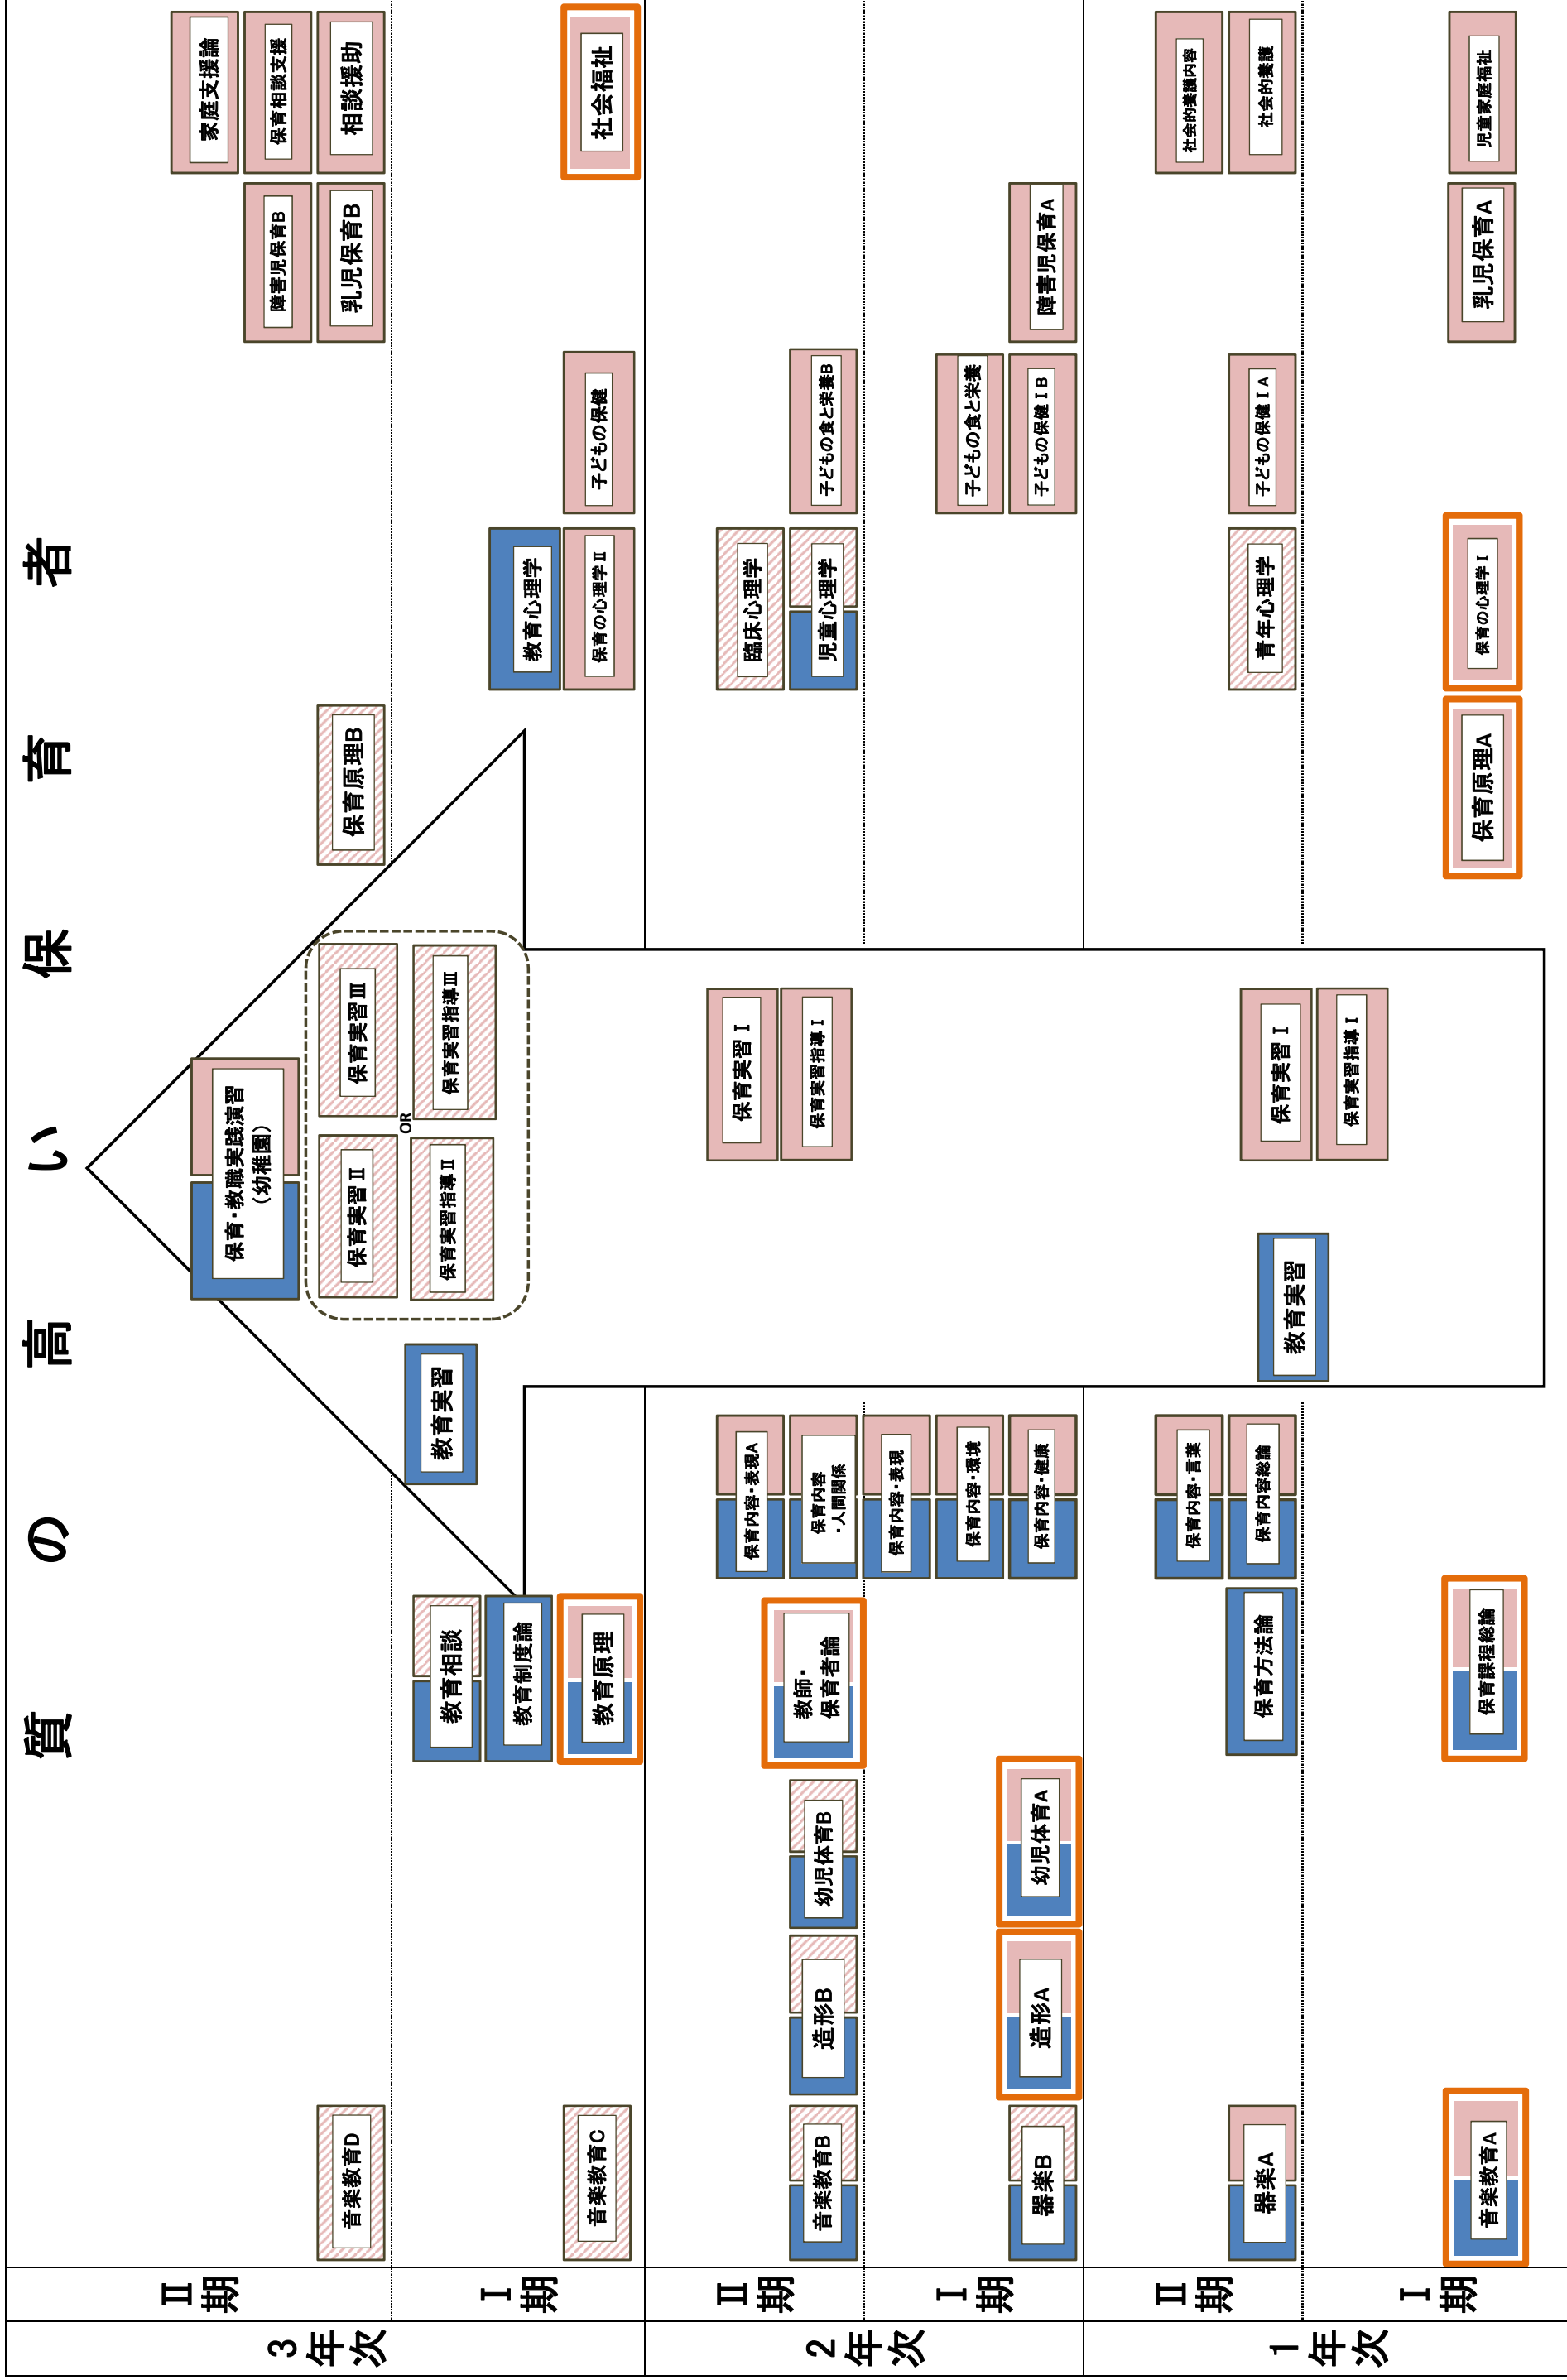 質の高い保育者
3年次
Ⅱ期
音楽教育D
保育・教職実践演習
（幼稚園）
保育実習Ⅱ
保育実習Ⅲ
OR
保育原理B
障害児保育B
乳児保育B
家庭支援論
保育相談支援
相談援助
Ⅰ期
音楽教育C
教育相談
教育制度論
教育原理
教育実習
保育実習指導Ⅱ
保育実習指導Ⅲ
教育心理学
保育の心理学Ⅱ
子どもの保健
社会福祉
2年次
Ⅱ期
音楽教育B
造形B
幼児体育B
教師・
保育者論
保育内容・表現A
保育内容
・人間関係
保育実習Ⅰ
保育実習指導Ⅰ
臨床心理学
児童心理学
子どもの食と栄養B
Ⅰ期
器楽B
造形A
幼児体育A
保育内容・表現
保育内容・環境
保育内容・健康
子どもの食と栄養
子どもの保健ⅠB
障害児保育A
1年次
Ⅱ期
器楽A
保育方法論
保育内容・言葉
保育内容総論
教育実習
保育実習Ⅰ
保育実習指導Ⅰ
青年心理学
子どもの保健ⅠA
社会的養護内容
社会的養護
Ⅰ期
音楽教育A
保育課程総論
保育原理A
保育の心理学Ⅰ
乳児保育A
児童家庭福祉